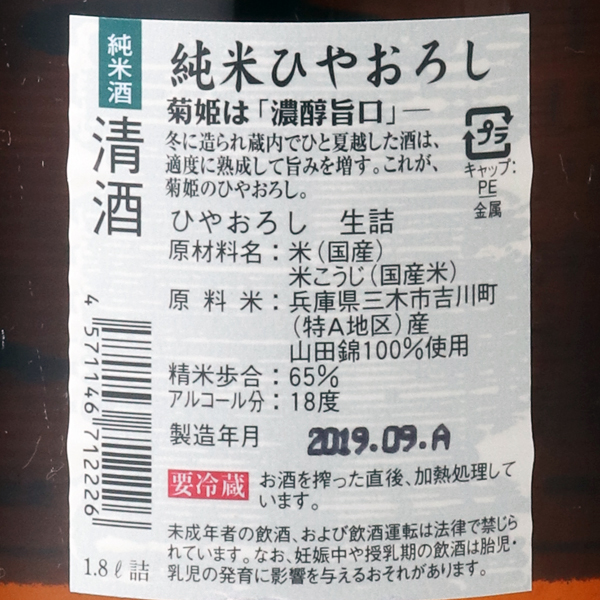 純米酒
清酒
純米ひやおろし
菊姫は「濃醇旨口」―
冬に造られ蔵内でひと夏越した酒は、
適度に熟成して旨みを増す。これが、
菊姫のひやおろし。
プラ
キャップ:
PE
金属
ひやおろし 生詰
原材料名：米（国産）
米こうじ（国産米）
原料米：兵庫県三木市吉川町
（特A地区）産
山田錦100％使用
精米歩合：65％
アルコール分：18度
製造年月 2019.09.A
要冷蔵 お酒を搾った直後、加熱処理して
います。
未成年者の飲酒、および飲酒運転は法律で禁じら
れています。なお、妊娠中や授乳期の飲酒は胎児・
乳児の発育に影響を与えるおそれがあります。
4 571146 712226
1.8ℓ詰